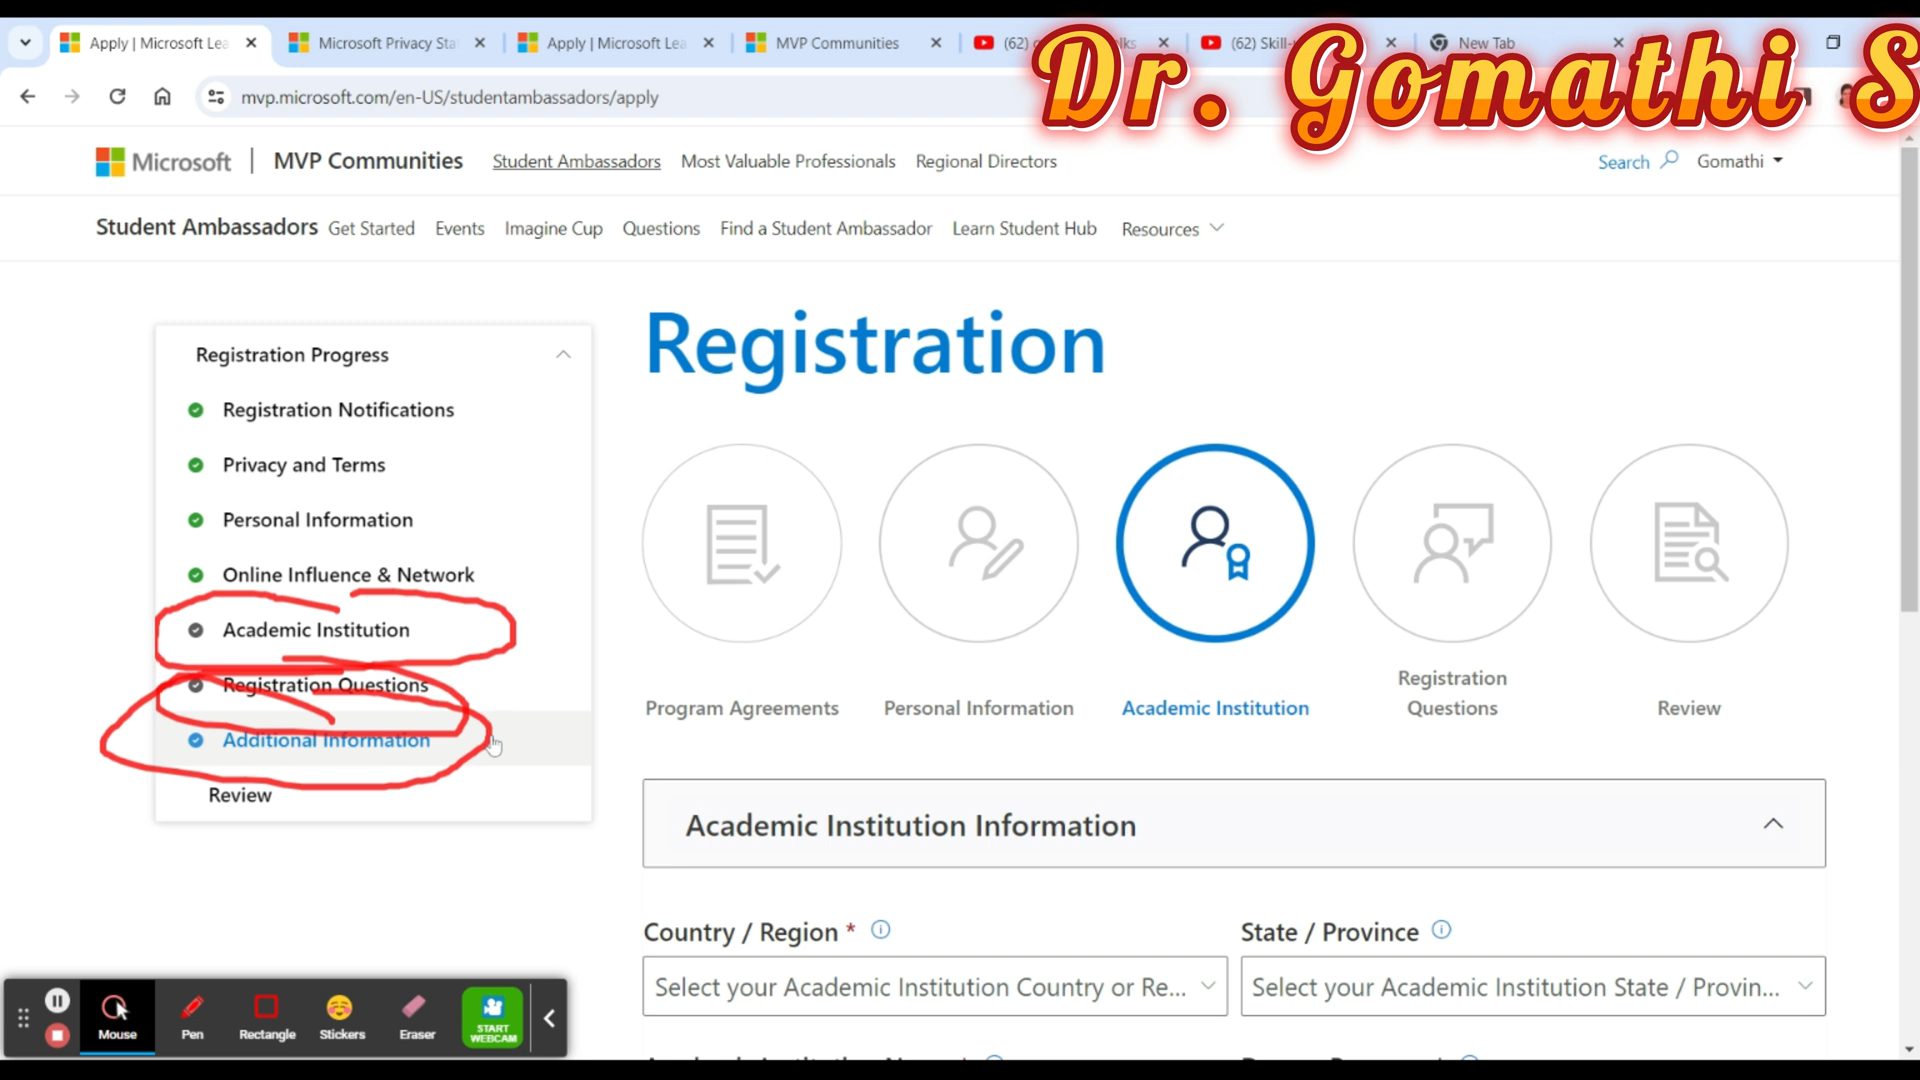 Apply | Microsoft Lea
Microsoft Privacy Sta
Apply | Microsoft Lea
MVP Communities
(62)
(62) Skill-
New Tab
Dr. Gomathi S
mvp.microsoft.com/en-US/studentambassadors/apply
Microsoft | MVP Communities Student Ambassadors Most Valuable Professionals Regional Directors Search Gomathi
Student Ambassadors Get Started Events Imagine Cup Questions Find a Student Ambassador Learn Student Hub Resources
Registration Progress
Registration Notifications
Privacy and Terms
Personal Information
Online Influence & Network
Academic Institution
Registration Questions
Additional Information
Review
Registration
Program Agreements
Personal Information
Academic Institution
Registration
Questions
Review
Academic Institution Information
Country / Region *
State / Province
Select your Academic Institution Country or Re...
Select your Academic Institution State / Provin...
Mouse
Pen
Rectangle
Stickers
Eraser
START
WEBCAM